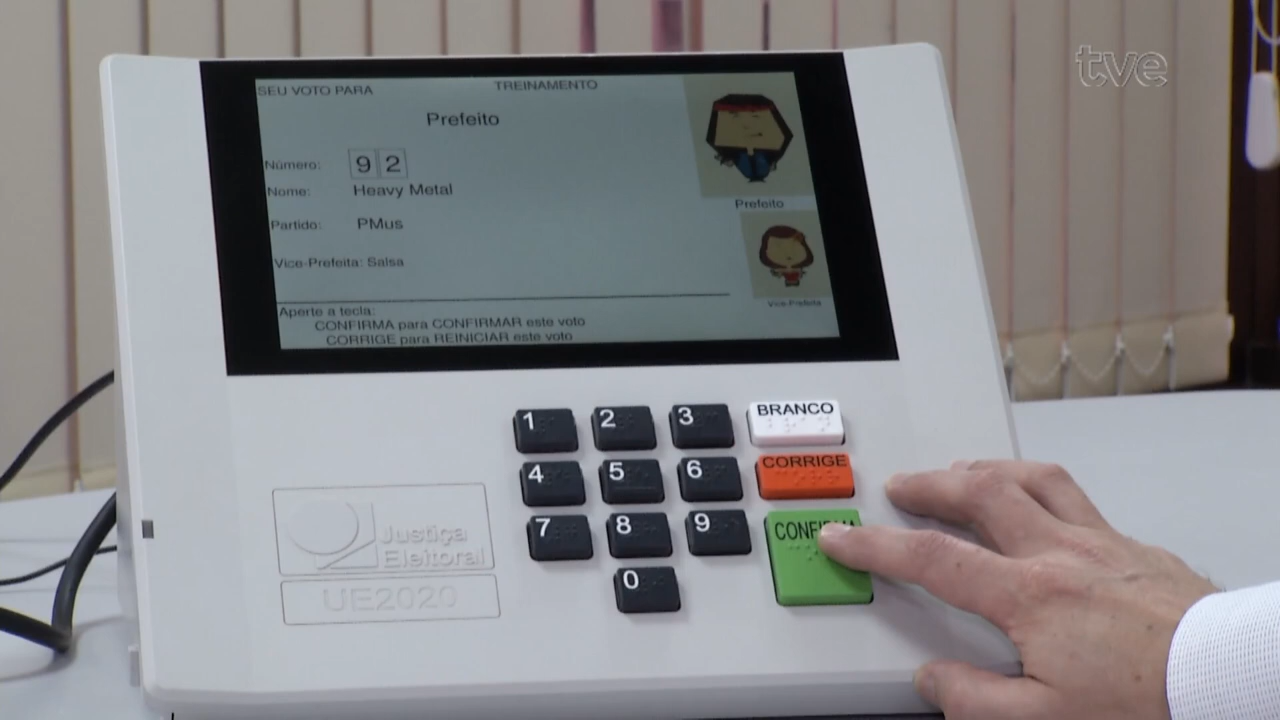 tve
SEU VOTO PARA TREINAMENTO
Prefeito
Número: 9 2
Nome: Heavy Metal
Partido: PMus
Vice-Prefeita: Salsa
Prefeito
Vice-Prefeita
Aperte a tecla:
CONFIRMA para CONFIRMAR este voto
CORRIGE para REINICIAR este voto
1 2 3 BRANCO
4 5 6 CORRIGE
7 8 9 CONFIRMA
0
Justiça
Eleitoral
UE2020